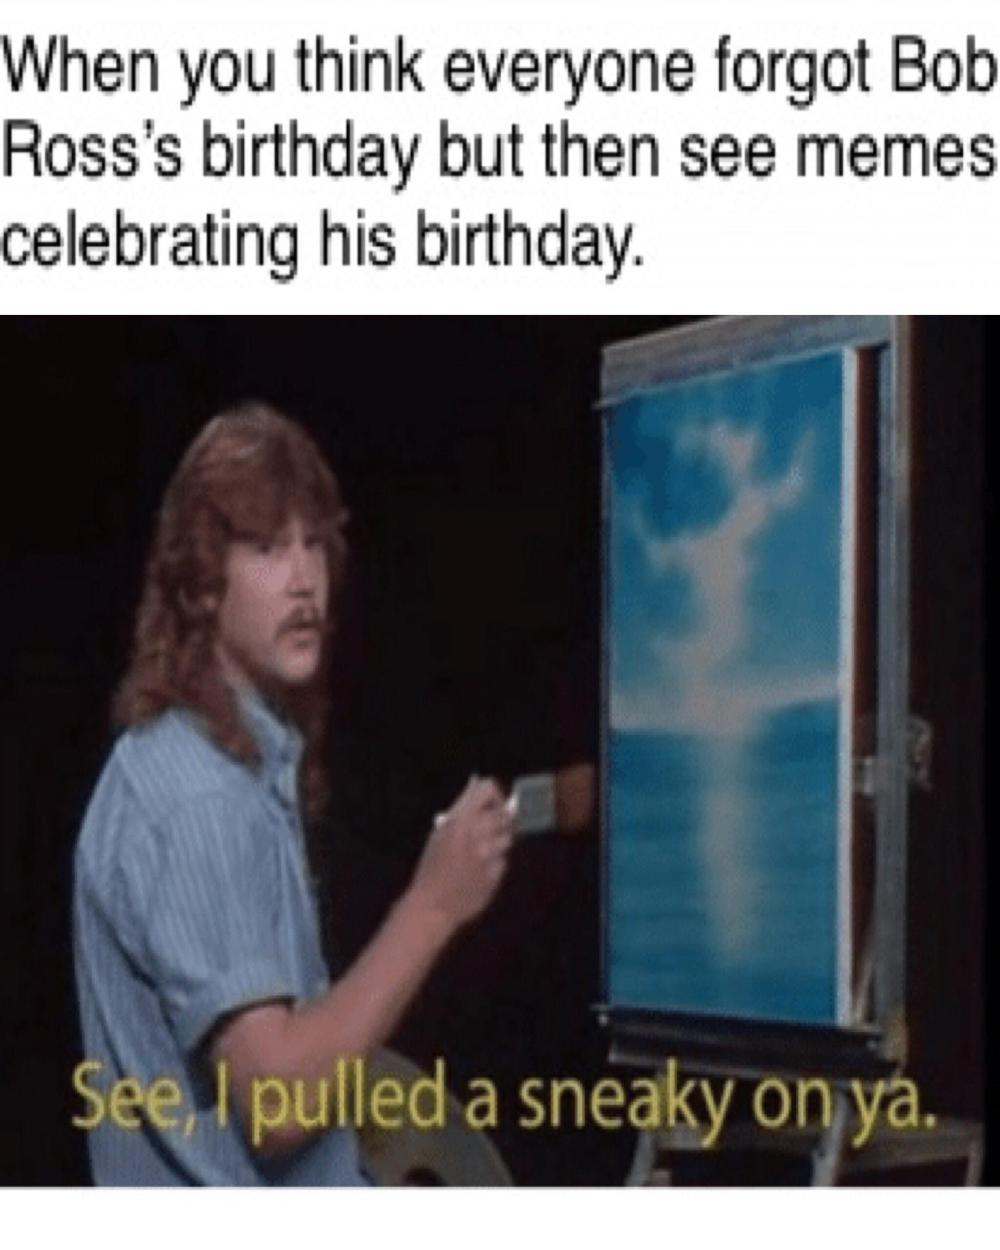 When you think everyone forgot Bob
Ross's birthday but then see memes
celebrating his birthday.
See, I pulled a sneaky on ya.